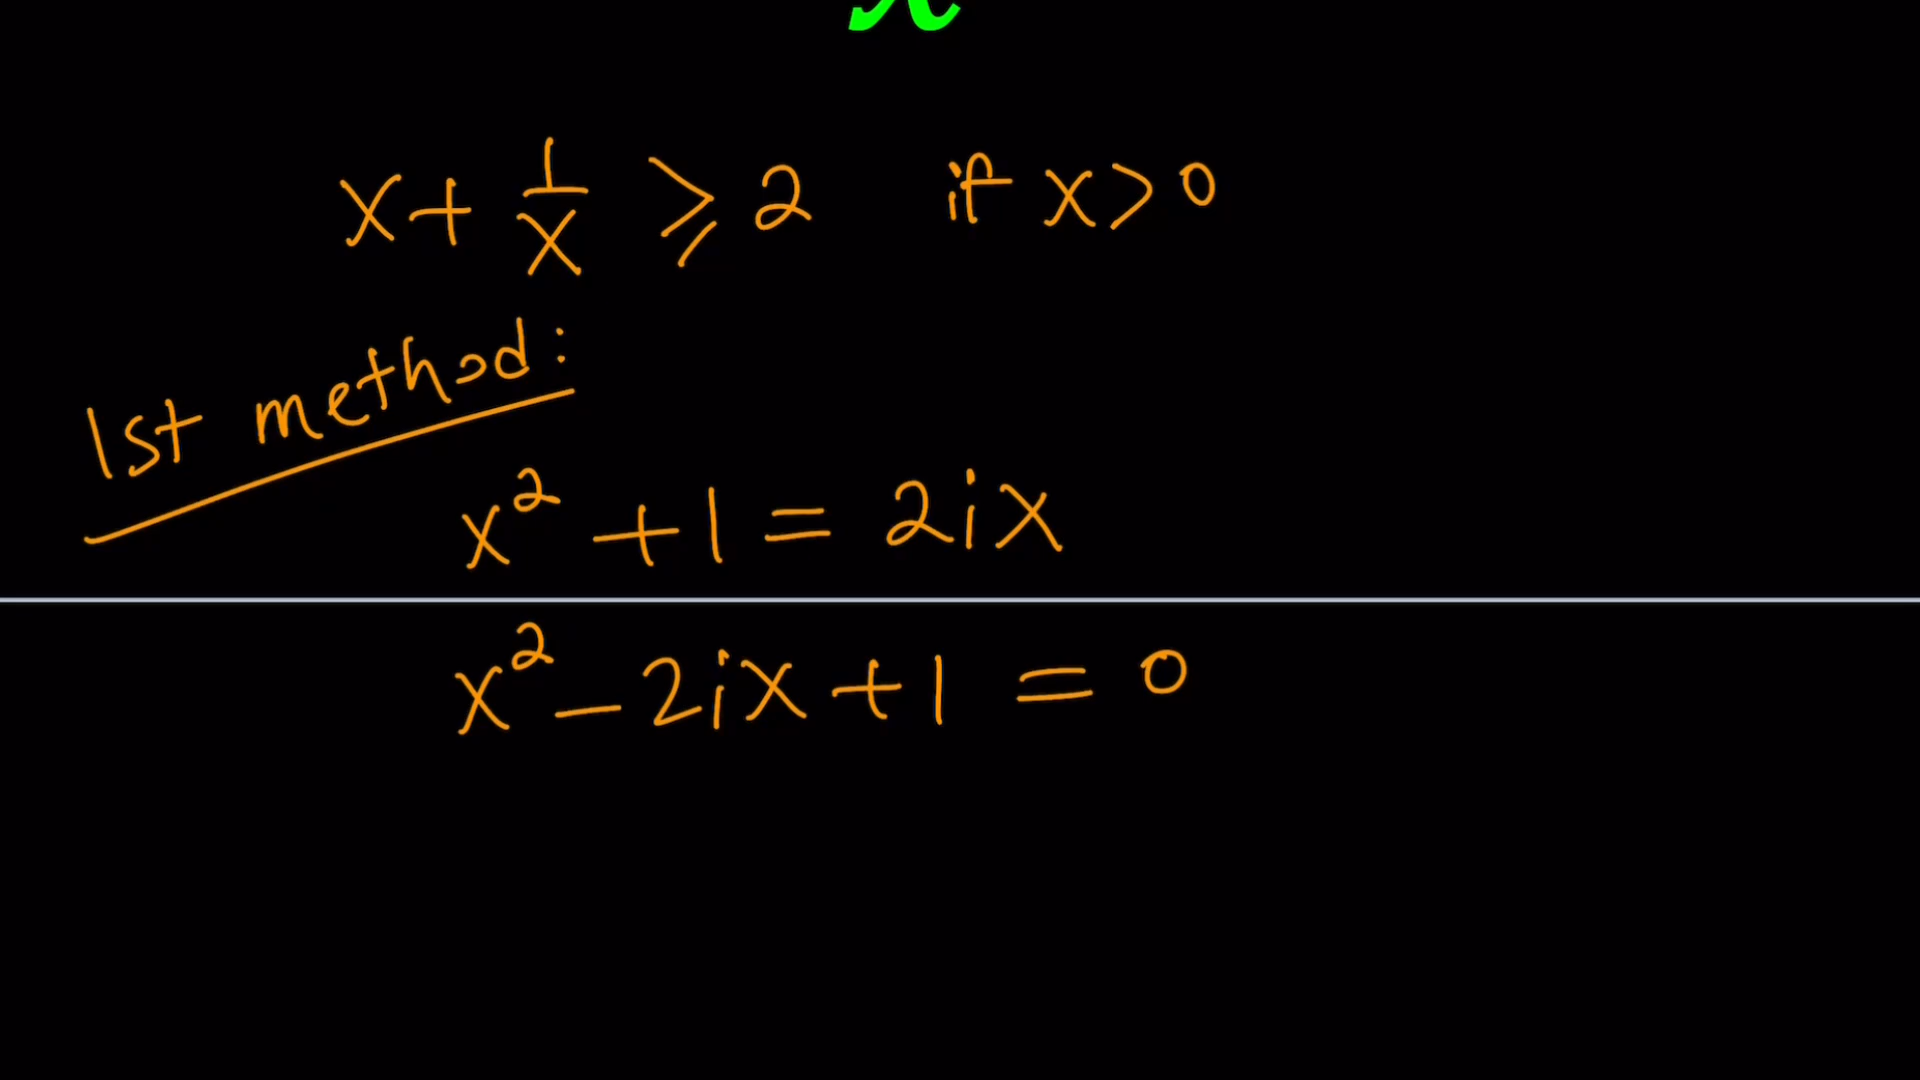 x
x + 1/x ⩾ 2 if x > 0
1st method:
x² + 1 = 2ix
x² − 2ix + 1 = 0